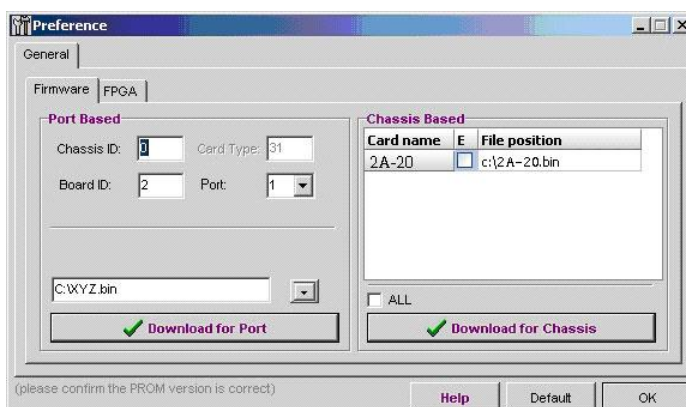 Preference
General
Firmware FPGA
Port Based
Chassis ID: 0 Card Type: 31
Board ID: 2 Port: 1
C:\XYZ.bin
Download for Port
Chassis Based
Card name E File position
2A-20 c:\2A-20.bin
ALL
Download for Chassis
(please confirm the PROM version is correct)
Help Default OK